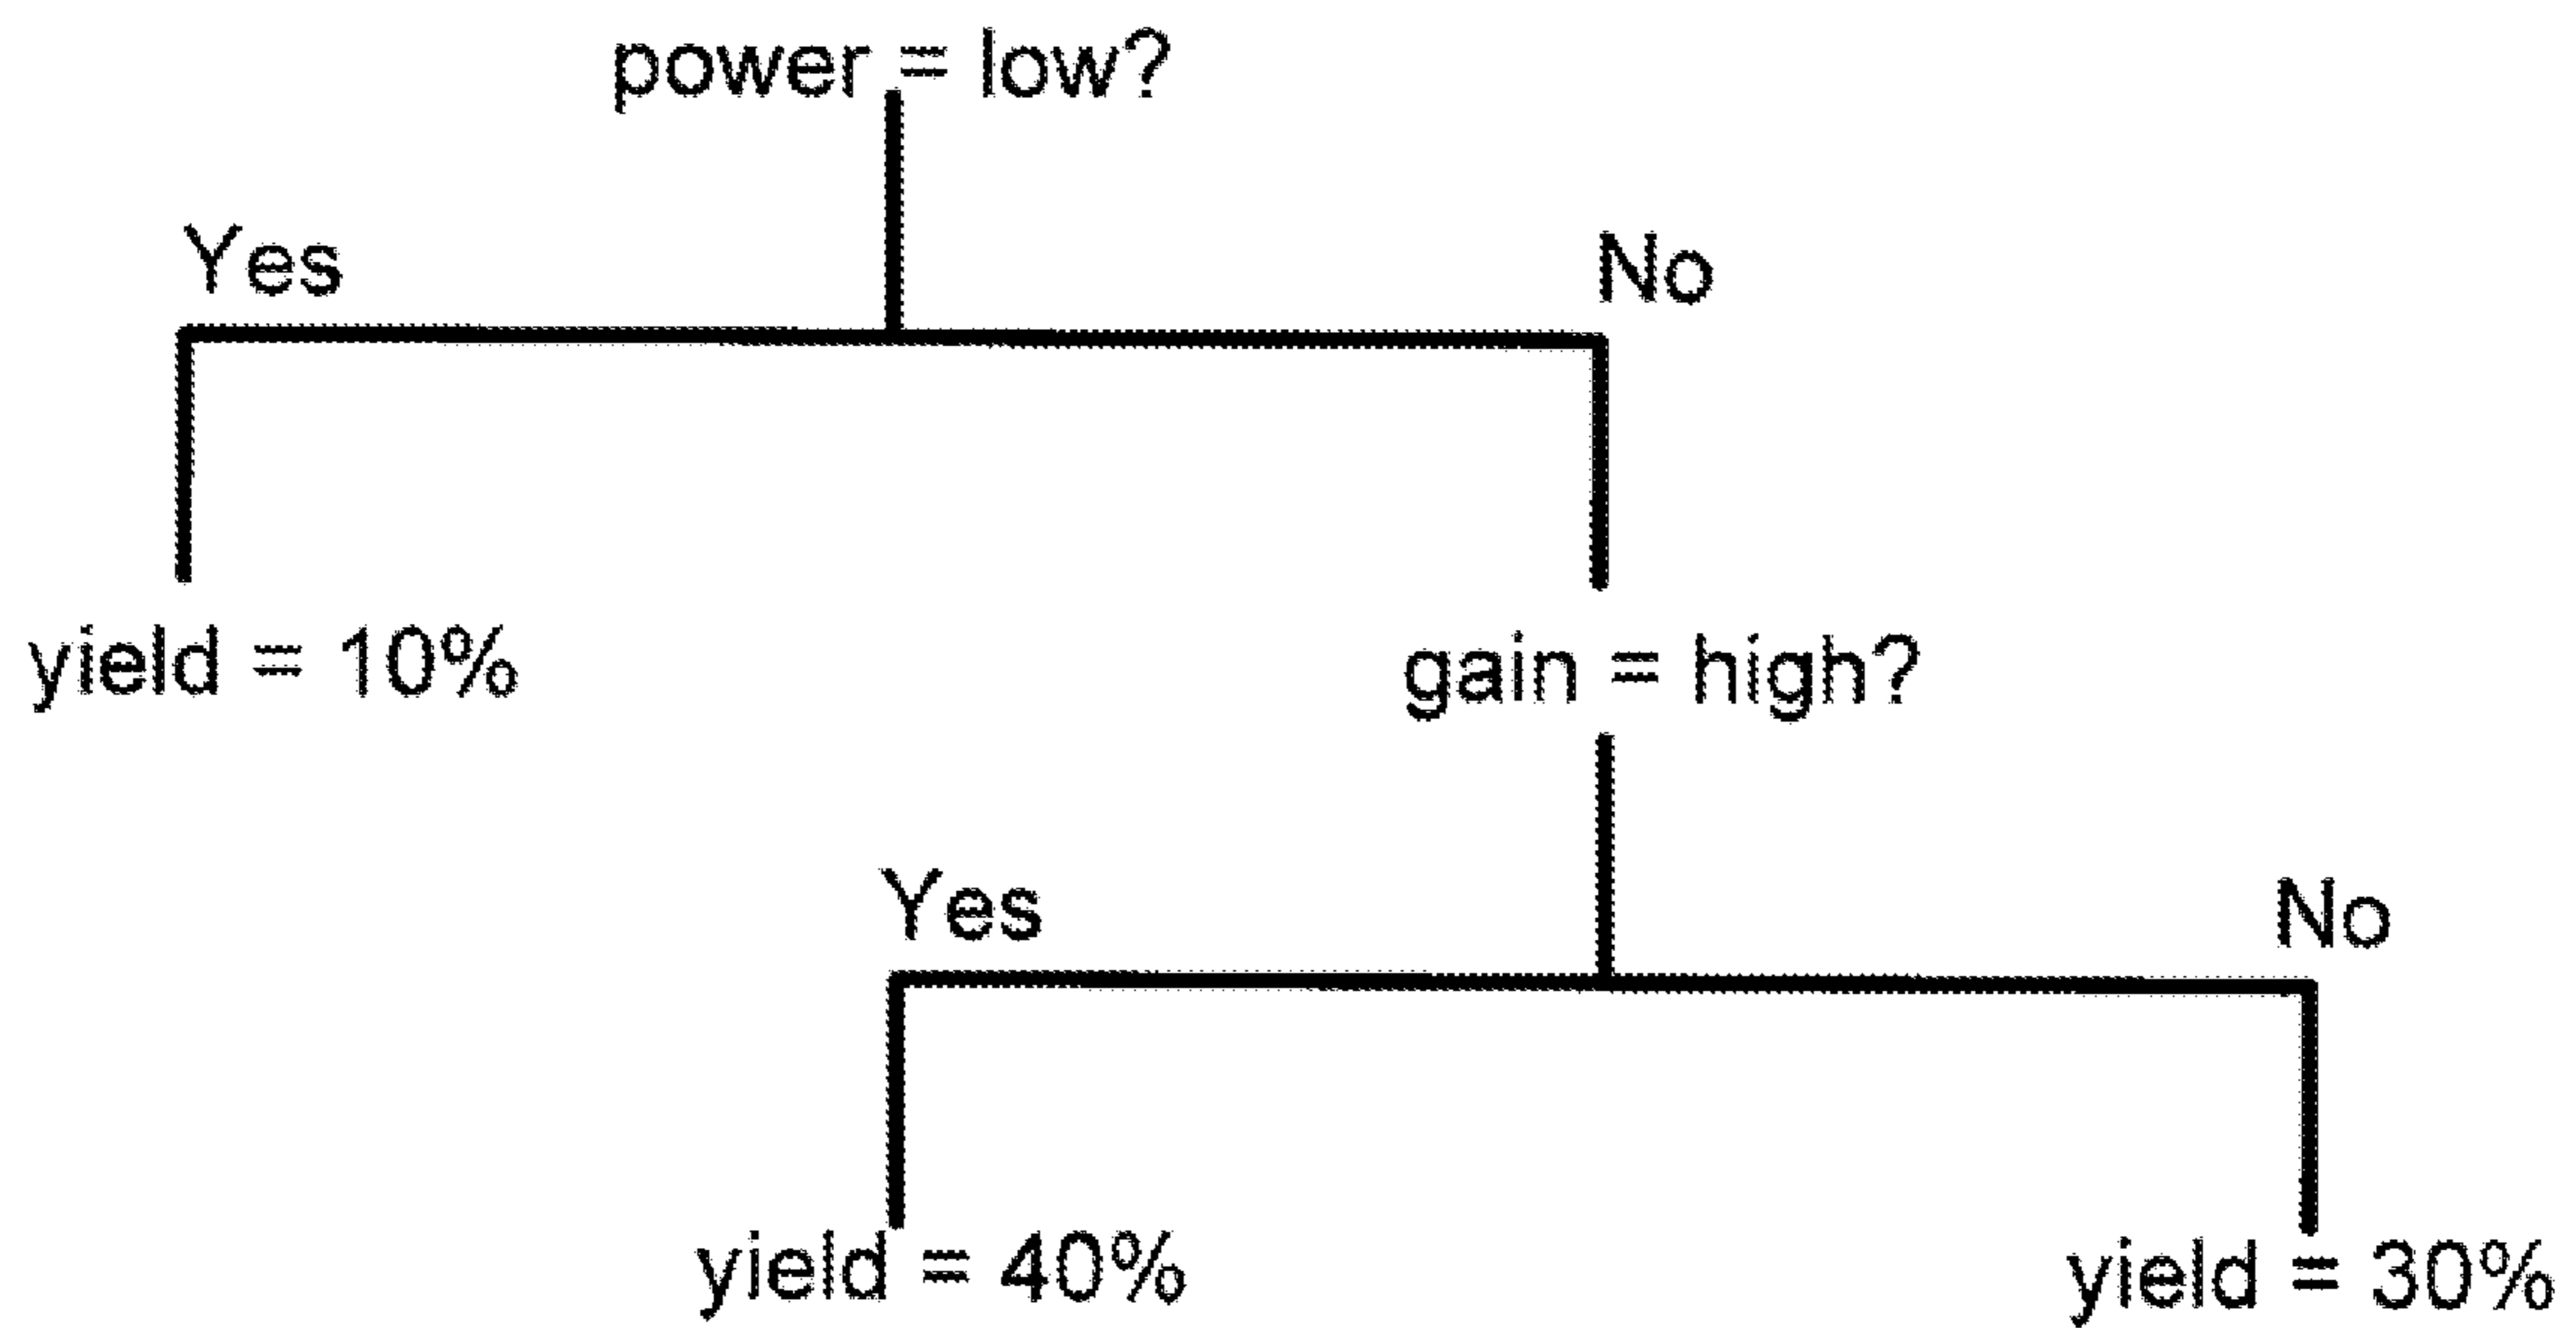 power = low?
Yes
No
yield = 10%
gain = high?
Yes
No
yield = 40%
yield = 30%